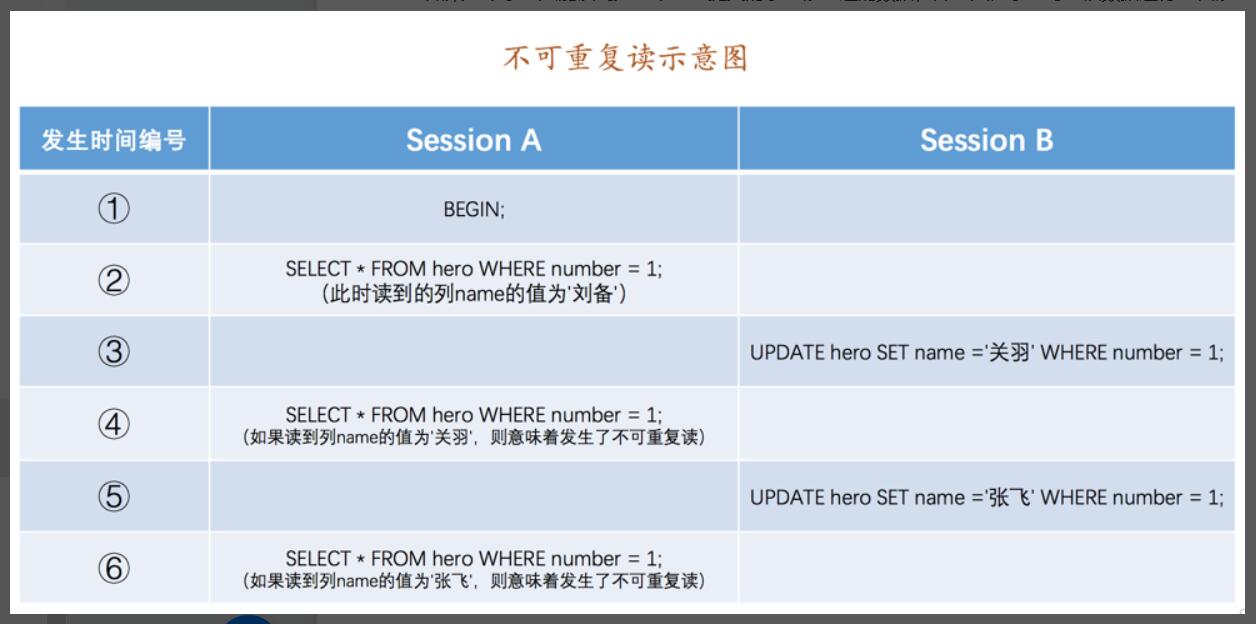 不可重复读示意图
发生时间编号 Session A Session B
① BEGIN;
② SELECT * FROM hero WHERE number = 1;
（此时读到的列name的值为'刘备'）
③ UPDATE hero SET name ='关羽' WHERE number = 1;
④ SELECT * FROM hero WHERE number = 1;
（如果读到列name的值为'关羽'，则意味着发生了不可重复读）
⑤ UPDATE hero SET name ='张飞' WHERE number = 1;
⑥ SELECT * FROM hero WHERE number = 1;
（如果读到列name的值为'张飞'，则意味着发生了不可重复读）